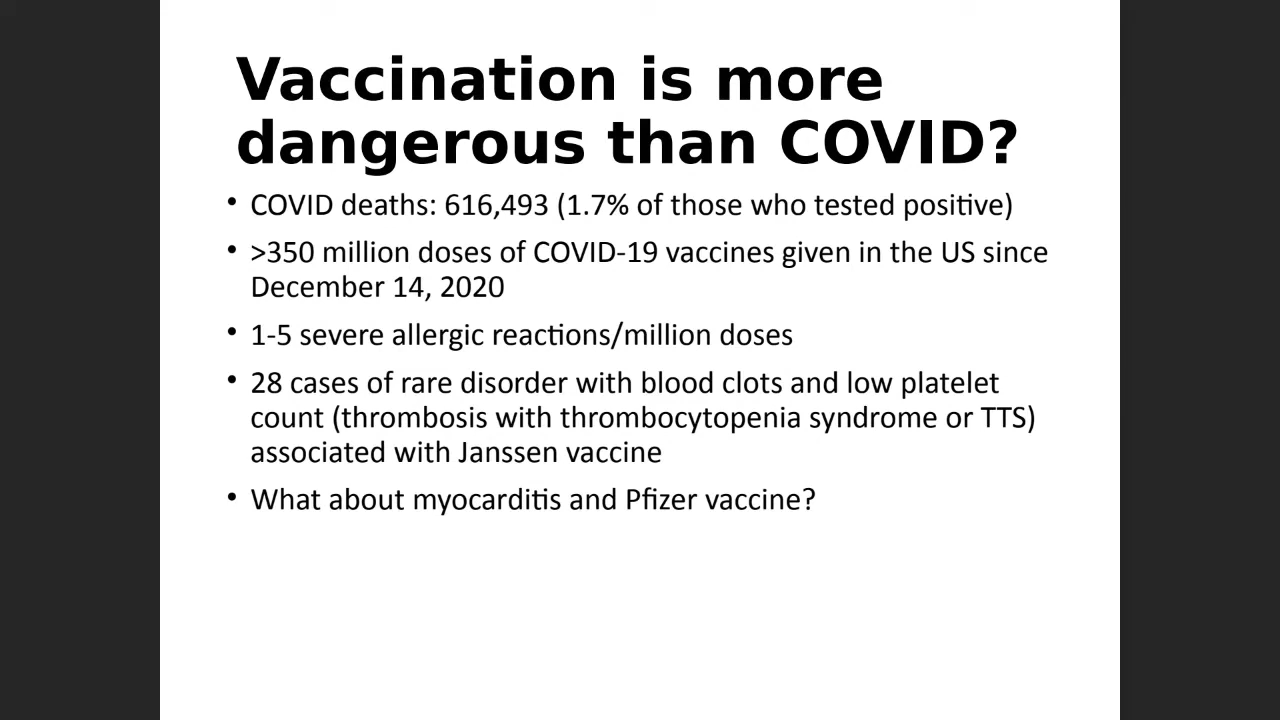 Vaccination is more
dangerous than COVID?
• COVID deaths: 616,493 (1.7% of those who tested positive)
• >350 million doses of COVID-19 vaccines given in the US since
December 14, 2020
• 1-5 severe allergic reactions/million doses
• 28 cases of rare disorder with blood clots and low platelet
count (thrombosis with thrombocytopenia syndrome or TTS)
associated with Janssen vaccine
• What about myocarditis and Pfizer vaccine?